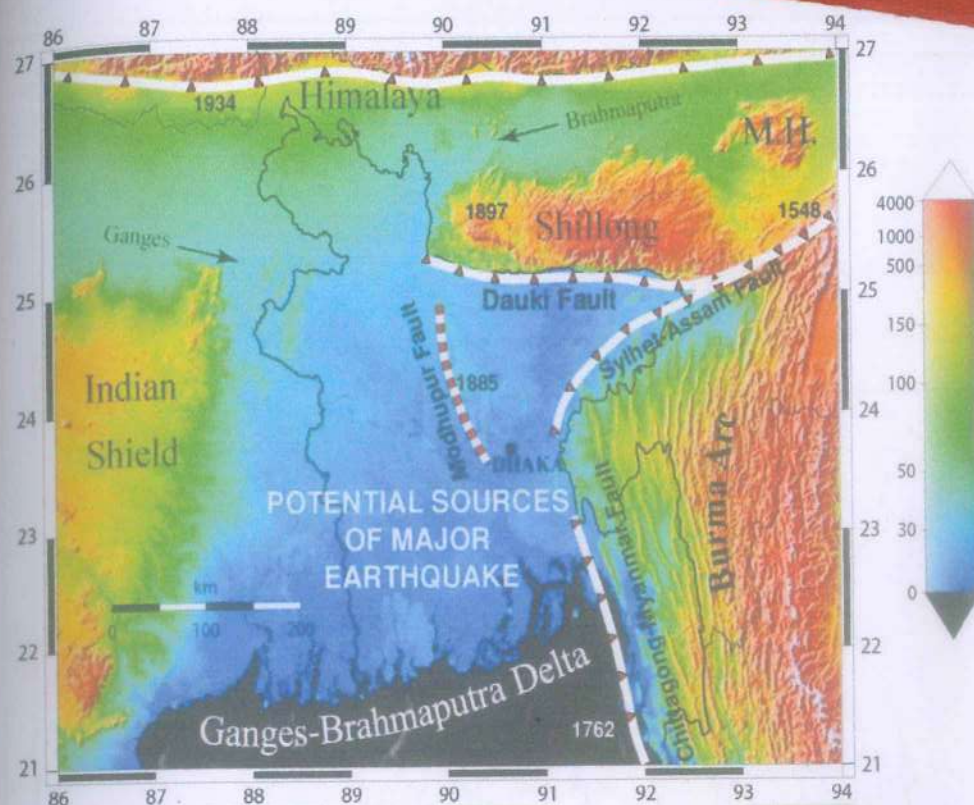 86 87 88 89 90 91 92 93 94
27 27
Himalaya
1934
Brahmaputra
M.H.
26 26
1897
Shillong
1548
Ganges
25 25
Dauki Fault
Sylhet-Assam Fault
Modhupur Fault
1885
Indian
Shield
24 24
DHAKA
POTENTIAL SOURCES
OF MAJOR
EARTHQUAKE
Chittagong-Myanmar Fault
Burma Arc
23 23
km
0 100 200
22 22
Ganges-Brahmaputra Delta
1762
21 21
86 87 88 89 90 91 92 93 94
4000
1000
500
150
100
50
30
0